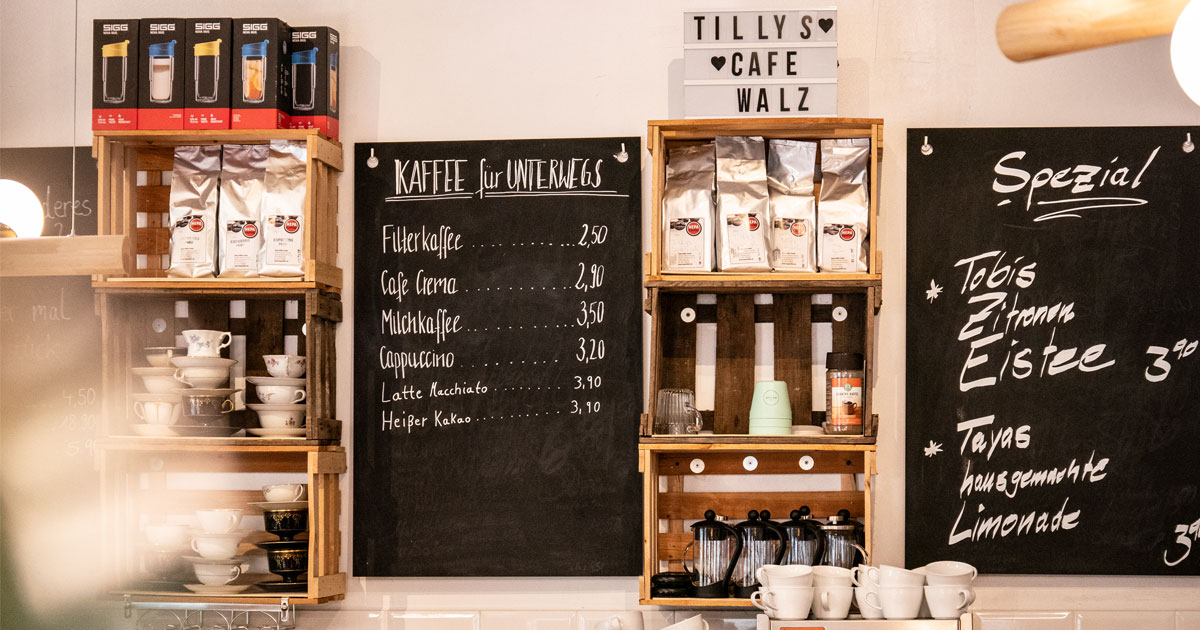 SIGG
SIGG
SIGG
SIGG
SIGG
TILLYS♥
♥CAFE
WALZ
KAFFEE für UNTERWEGS
Filterkaffee . . . . . . . . . . . . 2,50
Cafe Crema . . . . . . . . . . . 2,90
Milchkaffee . . . . . . . . . . . . 3,50
Cappuccino . . . . . . . . . . . 3,20
Latte Macchiato . . . . . . . . 3,90
Heißer Kakao . . . . . . . . . . 3,90
Spezial
* Tobis
Zitronen
Eistee 3⁹⁰
* Tayas
hausgemachte
Limonade